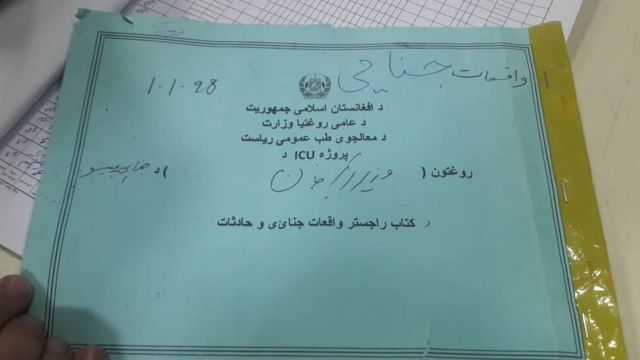 واقعات جنایی
1.1.98
د افغانستان اسلامی جمهوریت
د عامی روغتیا وزارت
د معالجوی طب عمومی ریاست
د ICU پروژه
روغتون ( وزیر اکبر خان ) د
د کتاب راجستر واقعات جنائی و حادثات